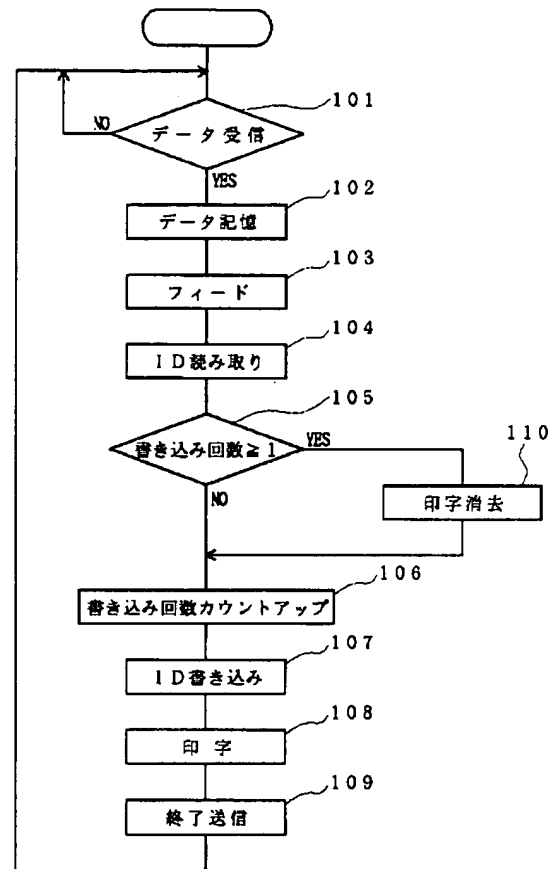 101
データ受信
NO
YES
102
データ記憶
103
フィード
104
ID読み取り
105
書き込み回数≧1
YES
NO
110
印字消去
106
書き込み回数カウントアップ
107
ID書き込み
108
印字
109
終了送信